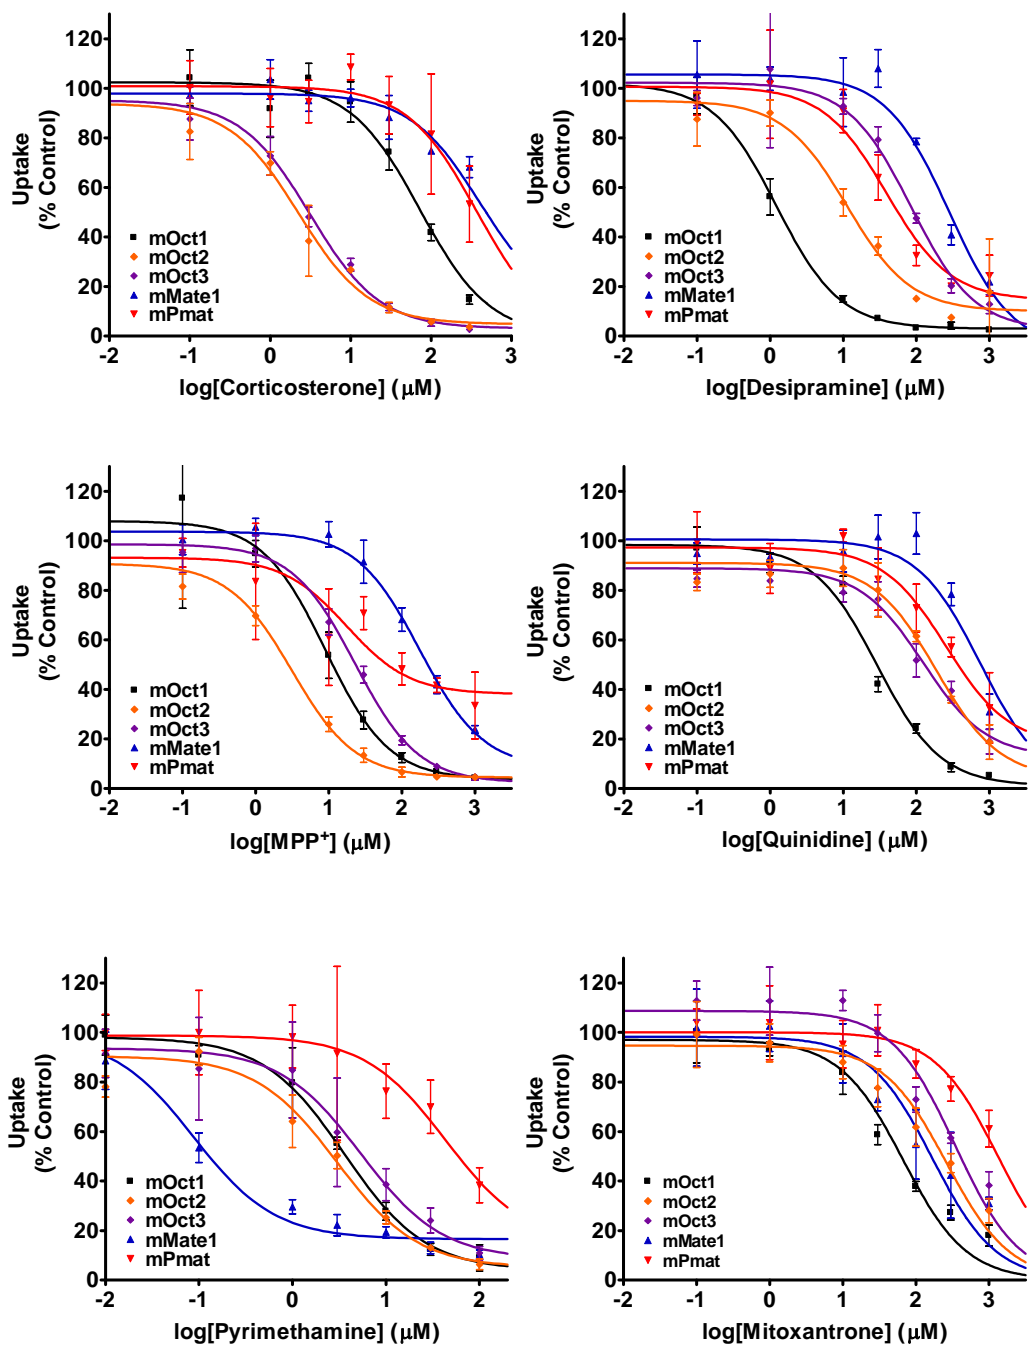 120
100
80
60
40
20
0
Uptake
(% Control)
mOct1
mOct2
mOct3
mMate1
mPmat
-2 -1 0 1 2 3
log[Corticosterone] (μM)
120
100
80
60
40
20
0
Uptake
(% Control)
mOct1
mOct2
mOct3
mMate1
mPmat
-2 -1 0 1 2 3
log[Desipramine] (μM)
120
100
80
60
40
20
0
Uptake
(% Control)
mOct1
mOct2
mOct3
mMate1
mPmat
-2 -1 0 1 2 3
log[MPP⁺] (μM)
120
100
80
60
40
20
0
Uptake
(% Control)
mOct1
mOct2
mOct3
mMate1
mPmat
-2 -1 0 1 2 3
log[Quinidine] (μM)
120
100
80
60
40
20
0
Uptake
(% Control)
mOct1
mOct2
mOct3
mMate1
mPmat
-2 -1 0 1 2
log[Pyrimethamine] (μM)
120
100
80
60
40
20
0
Uptake
(% Control)
mOct1
mOct2
mOct3
mMate1
mPmat
-2 -1 0 1 2 3
log[Mitoxantrone] (μM)